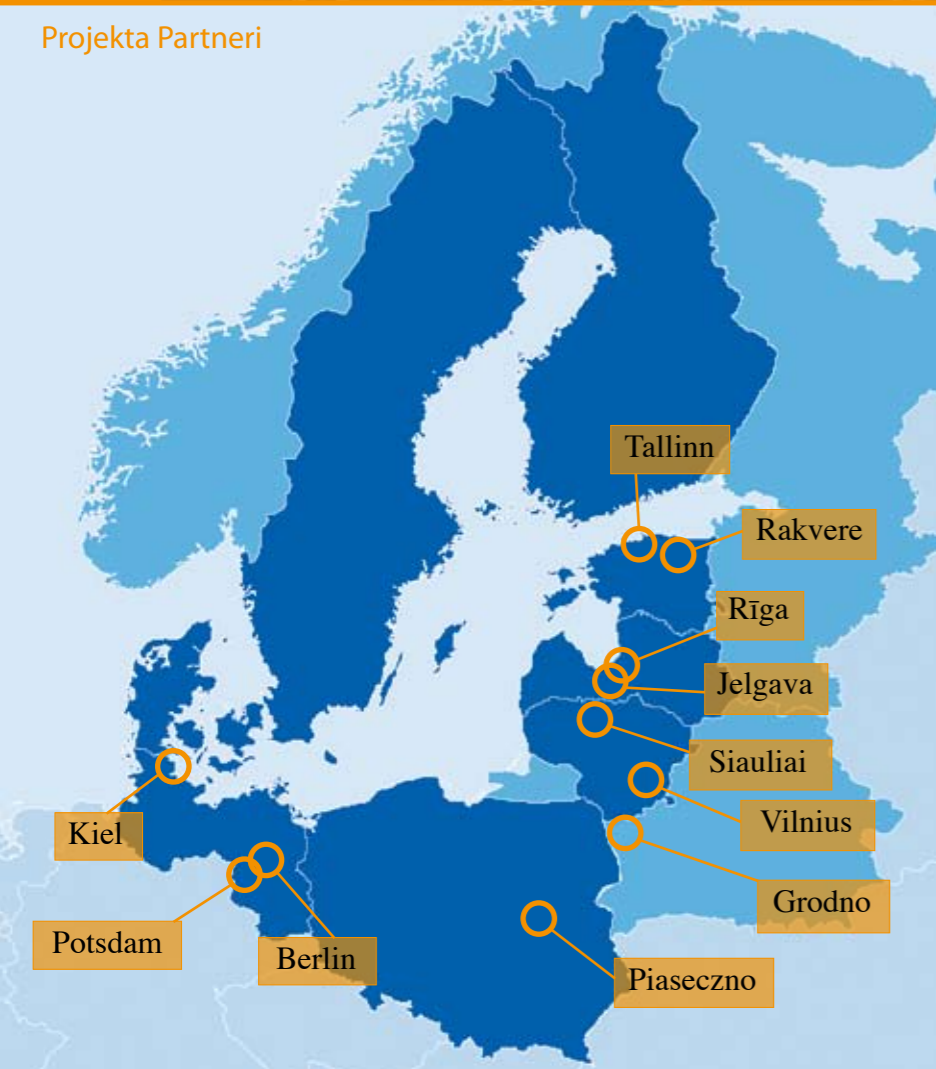 Projekta Partneri
Tallinn
Rakvere
Rīga
Jelgava
Siauliai
Vilnius
Kiel
Grodno
Potsdam
Berlin
Piaseczno